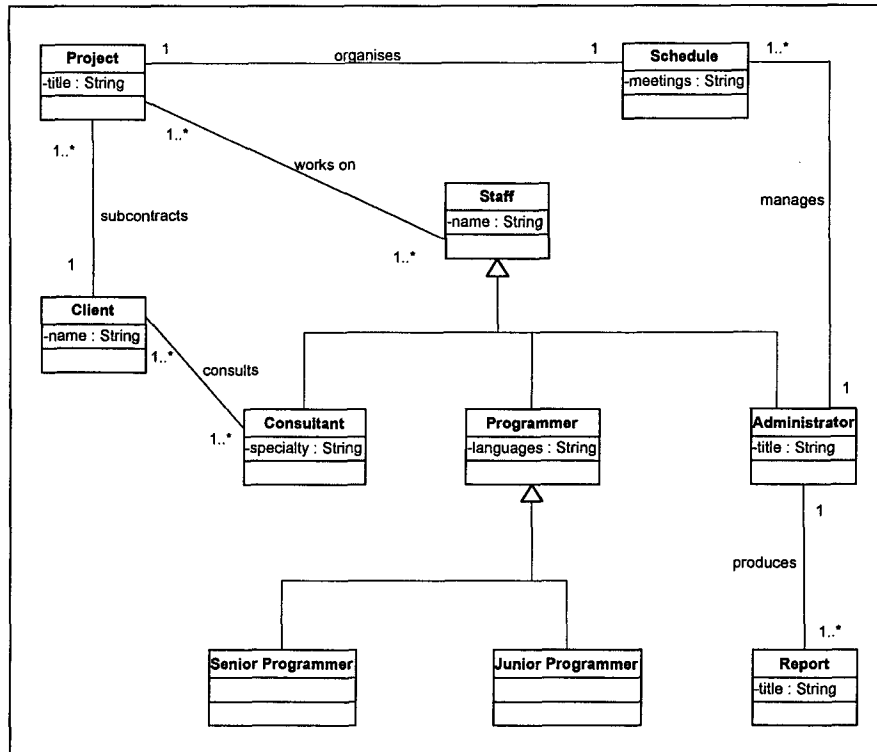 Project
-title : String
1
organises
1
Schedule
-meetings : String
1..*
1..*
1..*
works on
Staff
-name : String
1..*
manages
subcontracts
1
Client
-name : String
1..*
consults
1..*
Consultant
-specialty : String
Programmer
-languages : String
1
Administrator
-title : String
1
produces
1..*
Senior Programmer
Junior Programmer
Report
-title : String